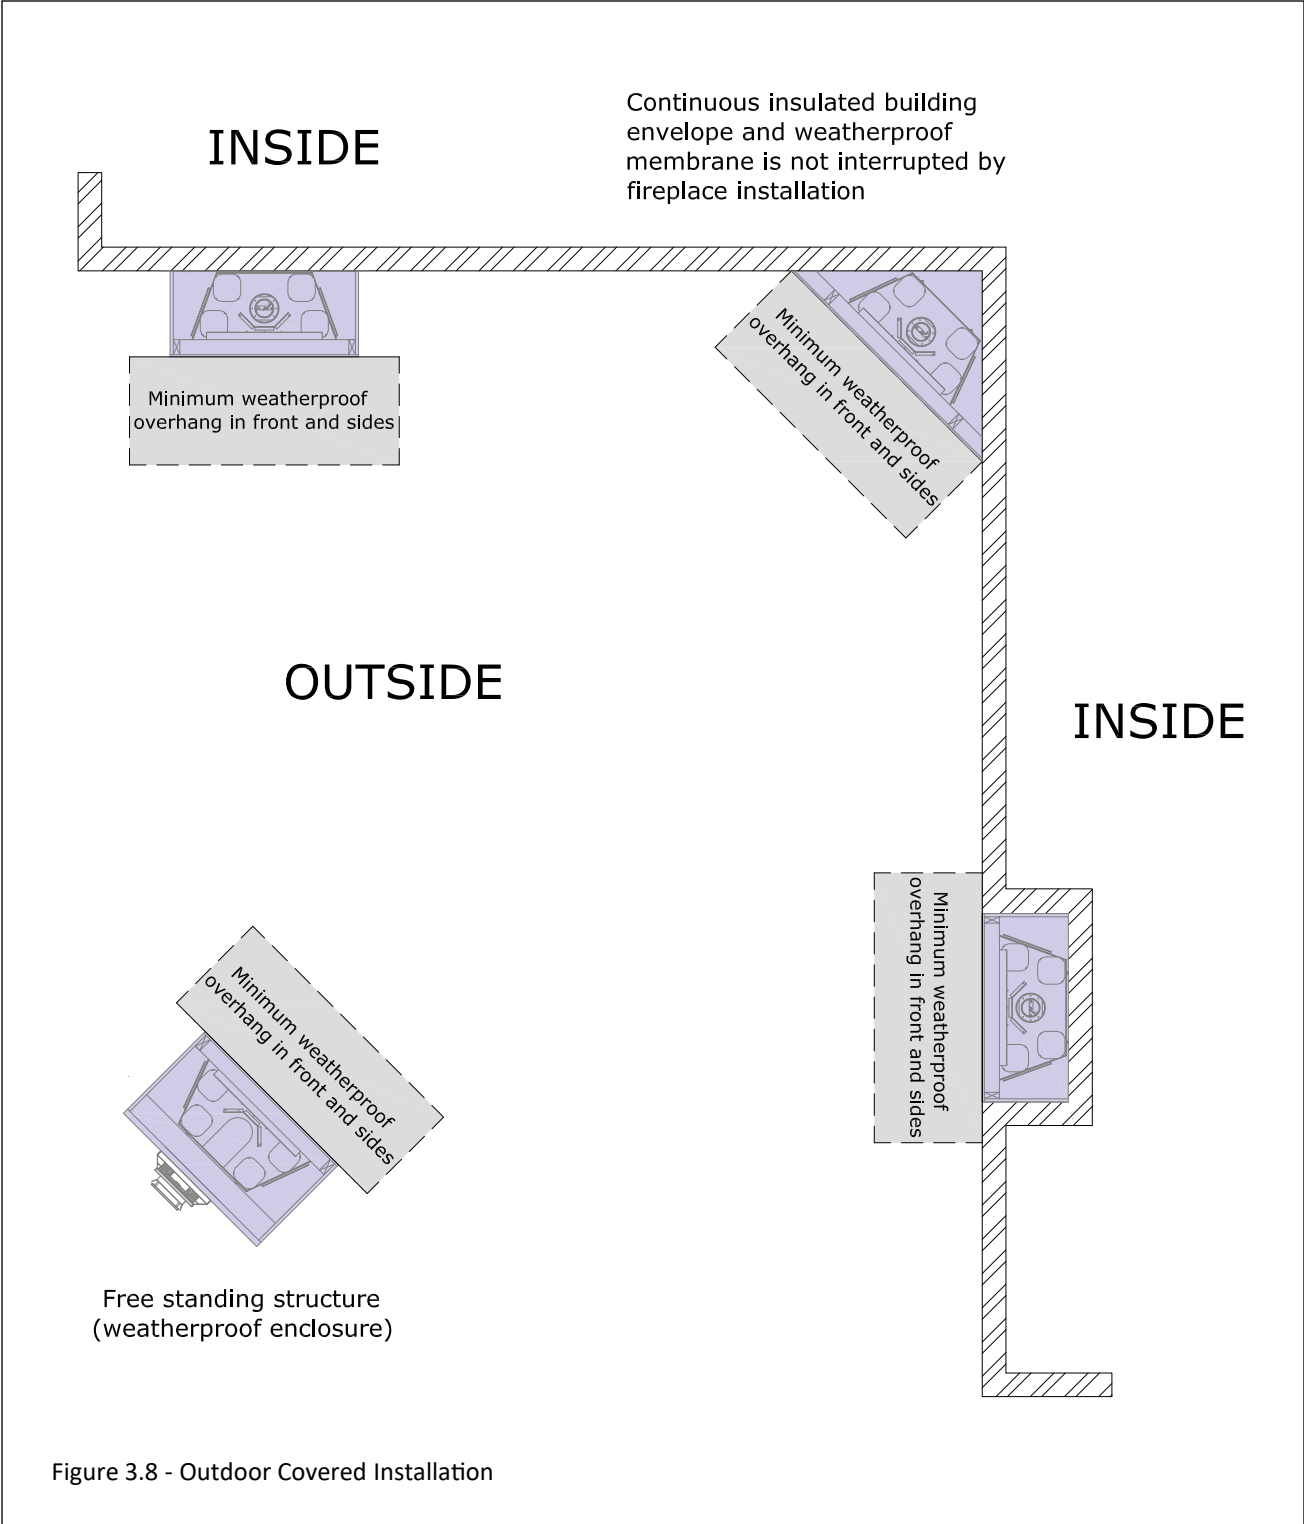 INSIDE
Continuous insulated building
envelope and weatherproof
membrane is not interrupted by
fireplace installation
Minimum weatherproof
overhang in front and sides
Minimum weatherproof
overhang in front and sides
OUTSIDE
INSIDE
Minimum weatherproof
overhang in front and sides
Minimum weatherproof
overhang in front and sides
Free standing structure
(weatherproof enclosure)
Figure 3.8 - Outdoor Covered Installation